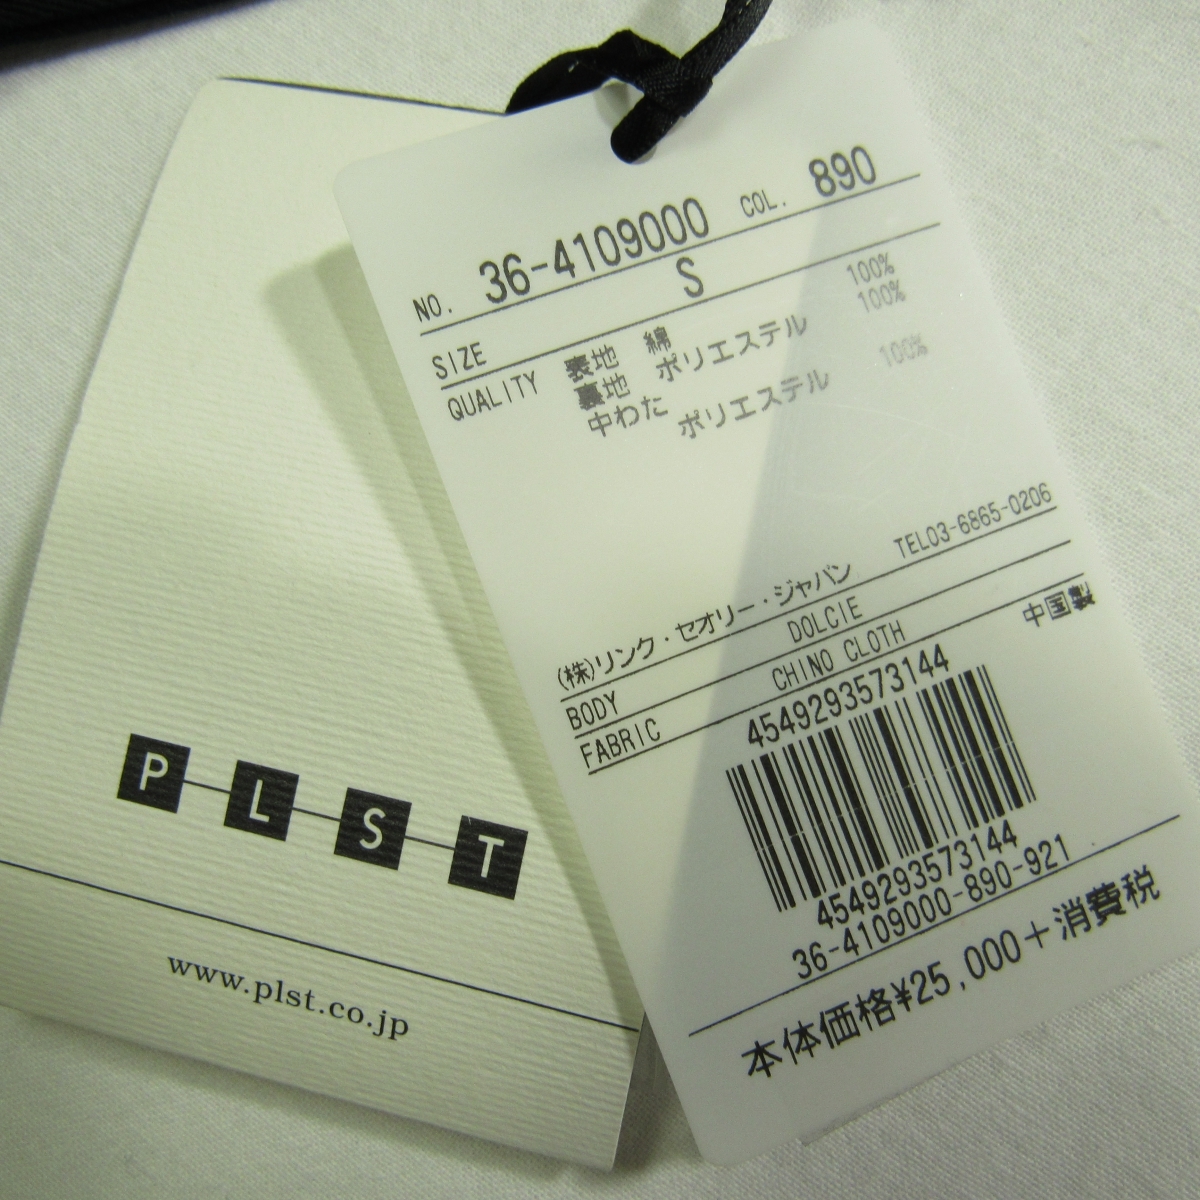 P L S T
www.plst.co.jp
NO. 36-4109000 COL. 890
SIZE S
QUALITY 表地 綿 100%
裏地 ポリエステル 100%
中わた
ポリエステル 100%
(株)リンク・セオリー・ジャパン TEL03-6865-0206
BODY DOLCIE
FABRIC CHINO CLOTH 中国製
4549293573144
4549293573144
36-4109000-890-921
本体価格¥25,000+消費税